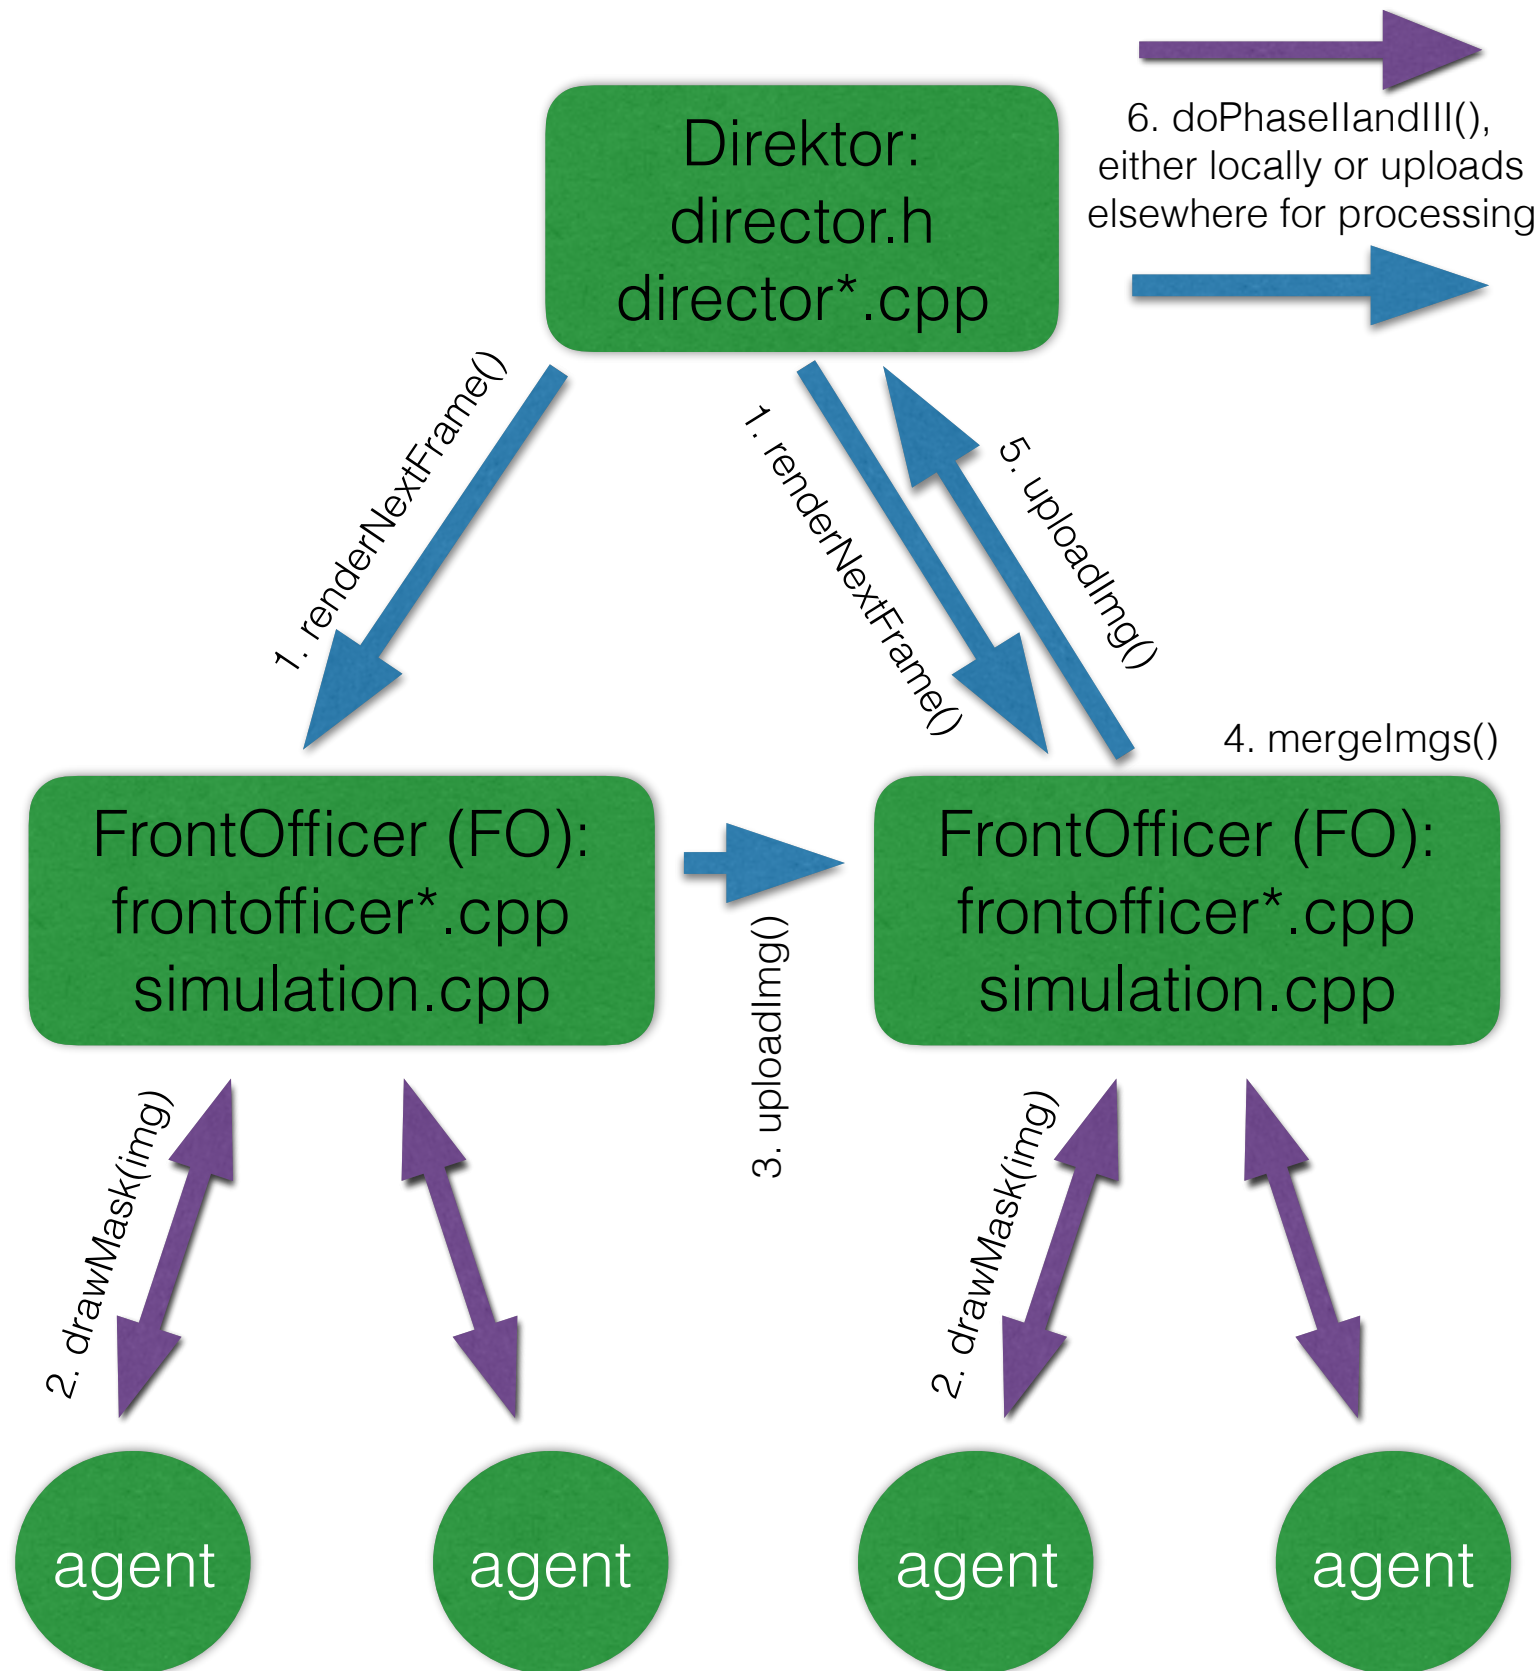 Direktor:
director.h
director*.cpp
6. doPhaseIIandIII(),
either locally or uploads
elsewhere for processing
1. renderNextFrame()
1. renderNextFrame()
5. uploadImg()
4. mergeImgs()
FrontOfficer (FO):
frontofficer*.cpp
simulation.cpp
3. uploadImg()
FrontOfficer (FO):
frontofficer*.cpp
simulation.cpp
2. drawMask(img)
2. drawMask(img)
agent
agent
agent
agent